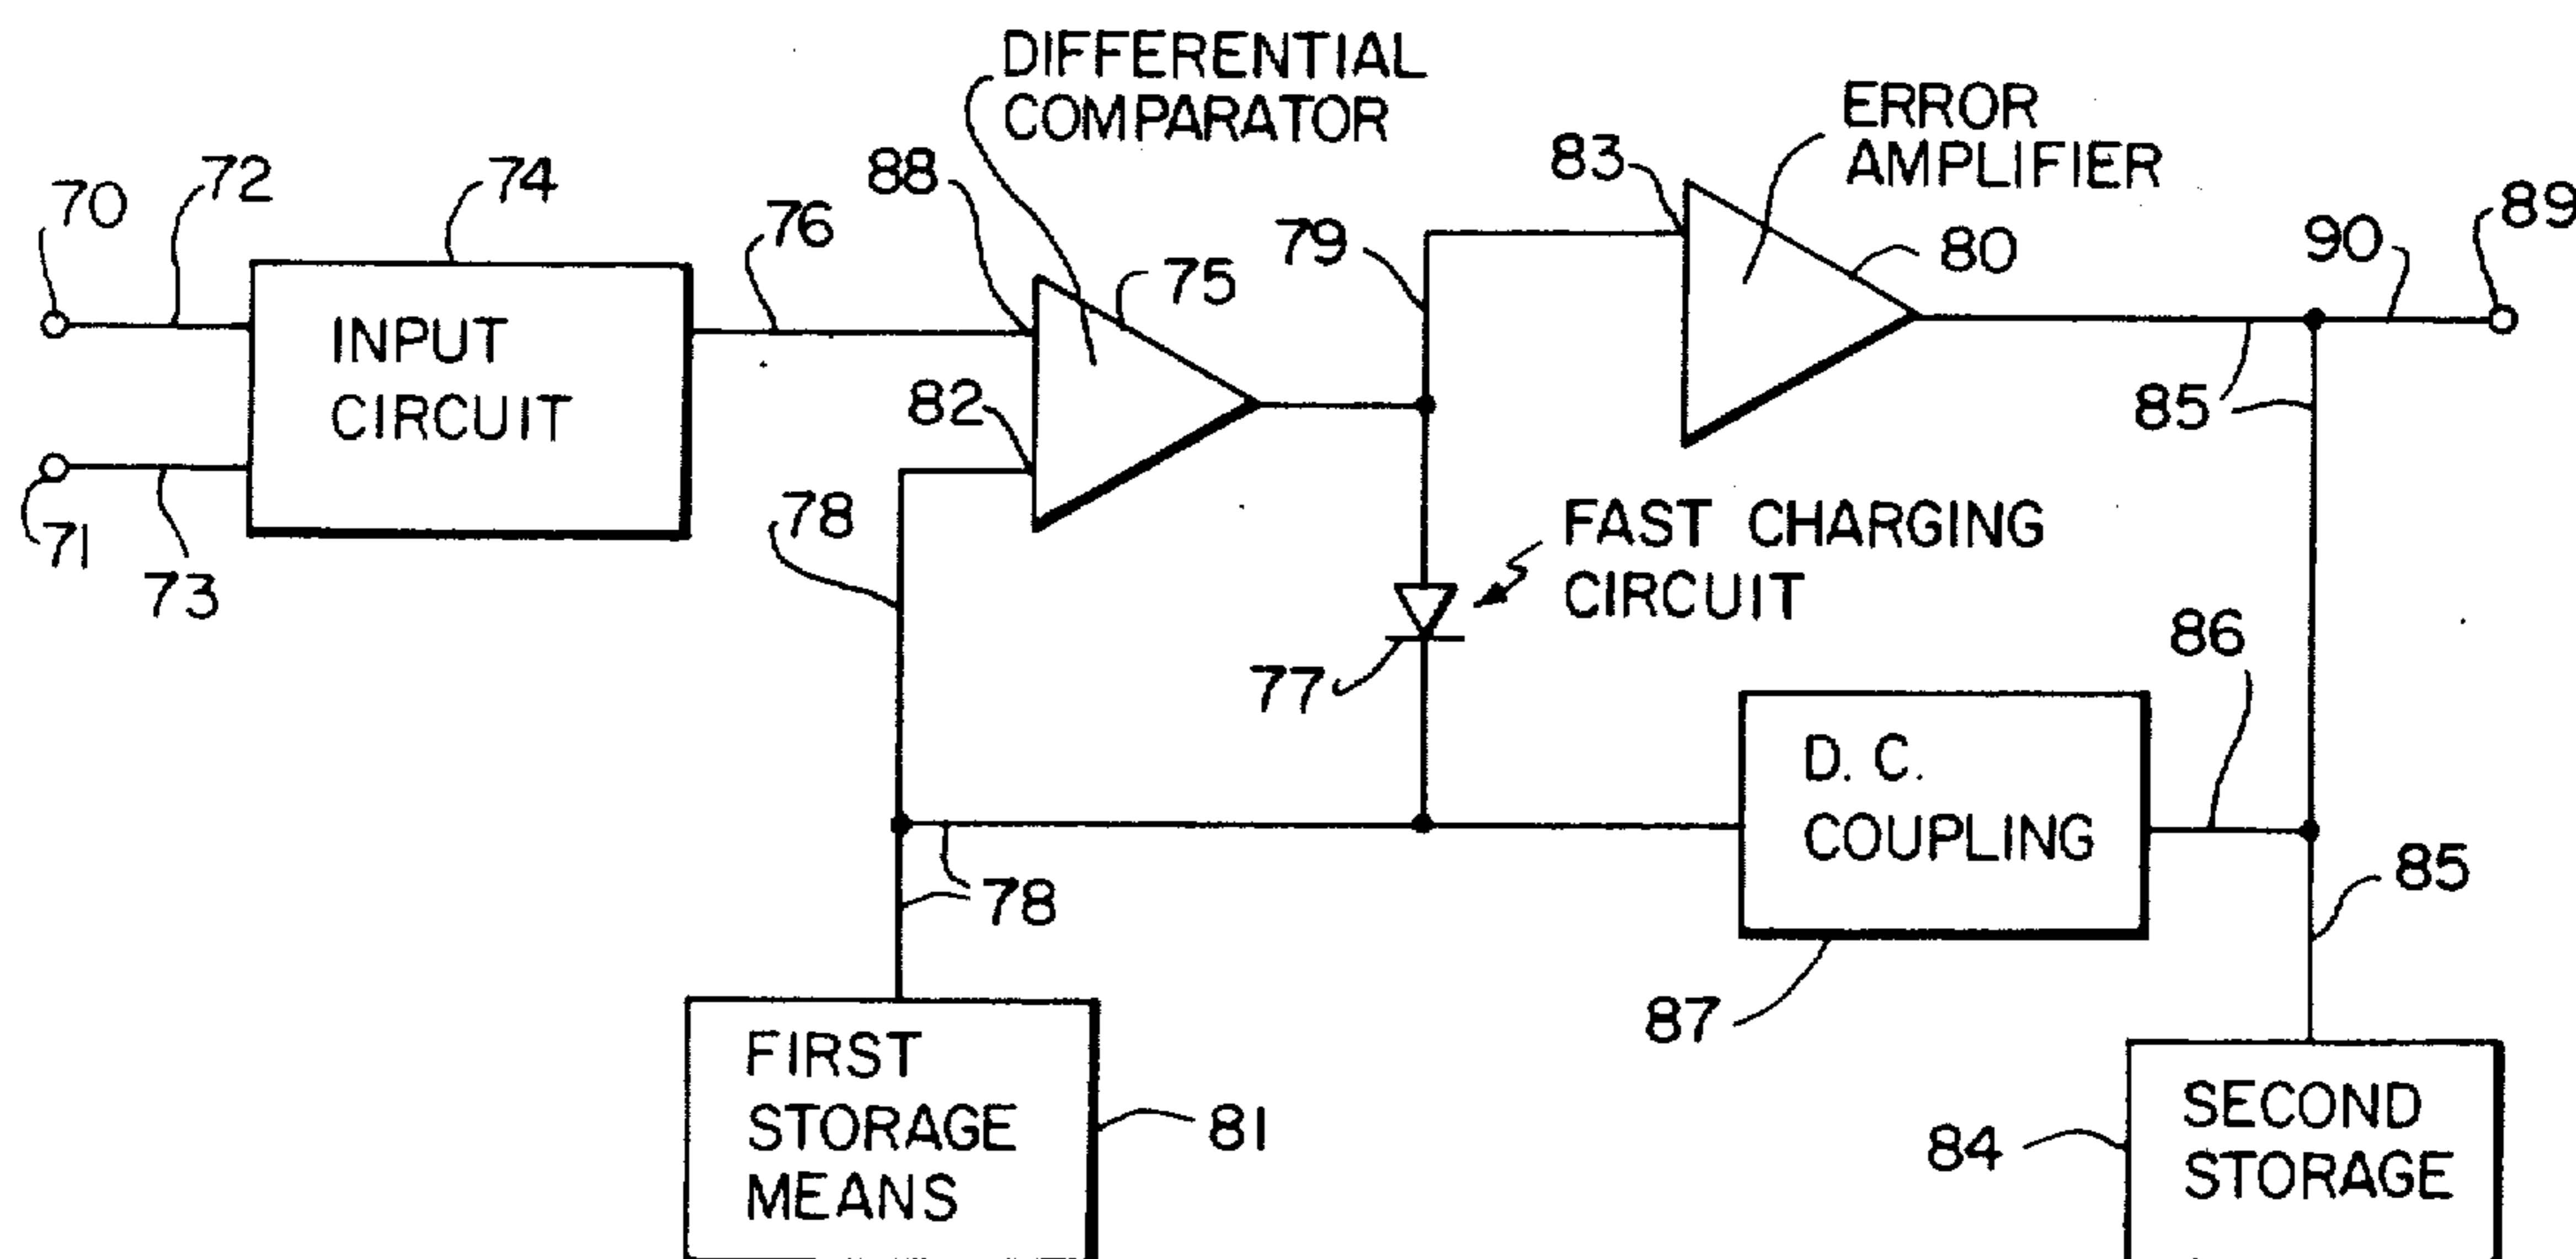 DIFFERENTIAL
COMPARATOR
ERROR
AMPLIFIER
70
72
74
76
88
83
79
75
80
90
89
INPUT
CIRCUIT
82
85
71
73
78
FAST CHARGING
CIRCUIT
77
86
D. C.
COUPLING
78
85
87
FIRST
STORAGE
MEANS
81
84
SECOND
STORAGE